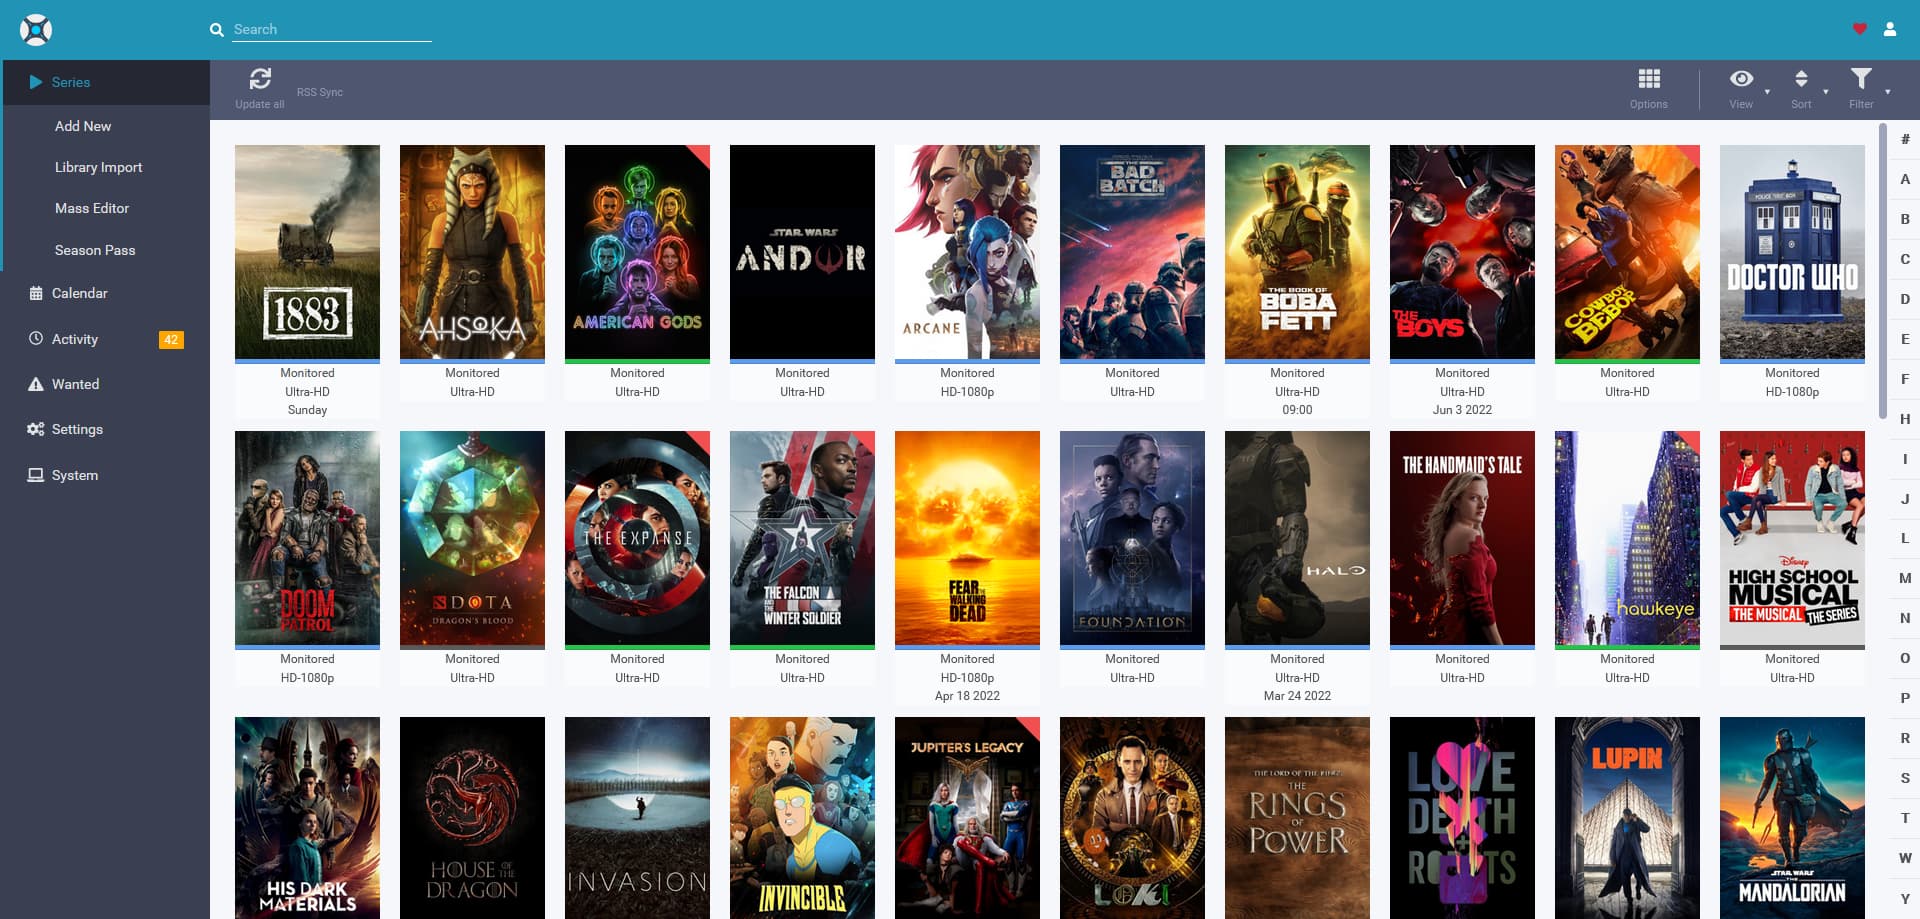 Search
Series
Update all
RSS Sync
Options
View
Sort
Filter
Add New
Library Import
Mass Editor
Season Pass
Calendar
Activity
42
Wanted
Settings
System
1883
AHSOKA
AMERICAN GODS
STAR WARS
ANDOR
ARCANE
THE
BAD
BATCH
THE BOOK OF
BOBA
FETT
THE
BOYS
COWBOY
BEBOP
POLICE BOX
DOCTOR WHO
Monitored
Ultra-HD
Sunday
Monitored
Ultra-HD
Monitored
Ultra-HD
Monitored
Ultra-HD
Monitored
HD-1080p
Monitored
Ultra-HD
Monitored
Ultra-HD
09:00
Monitored
Ultra-HD
Jun 3 2022
Monitored
Ultra-HD
Monitored
HD-1080p
DOOM
PATROL
DOTA
DRAGON'S BLOOD
THE EXPANSE
THE FALCON
AND THE
WINTER SOLDIER
FEAR THE
WALKING
DEAD
FOUNDATION
HALO
THE HANDMAID'S TALE
hawkeye
Disney
HIGH SCHOOL
MUSICAL
THE MUSICAL THE SERIES
Monitored
HD-1080p
Monitored
Ultra-HD
Monitored
Ultra-HD
Monitored
Ultra-HD
Monitored
HD-1080p
Apr 18 2022
Monitored
Ultra-HD
Monitored
Ultra-HD
Mar 24 2022
Monitored
Ultra-HD
Monitored
Ultra-HD
Monitored
Ultra-HD
HIS DARK
MATERIALS
HOUSE OF THE
DRAGON
INVASION
INVINCIBLE
JUPITER'S LEGACY
LOKI
THE LORD OF THE RINGS
THE
RINGS
OF
POWER
LOVE
DEATH
+
ROBOTS
LUPIN
STAR WARS
THE
MANDALORIAN
#
A
B
C
D
E
F
H
I
J
L
M
N
O
P
R
S
T
W
Y